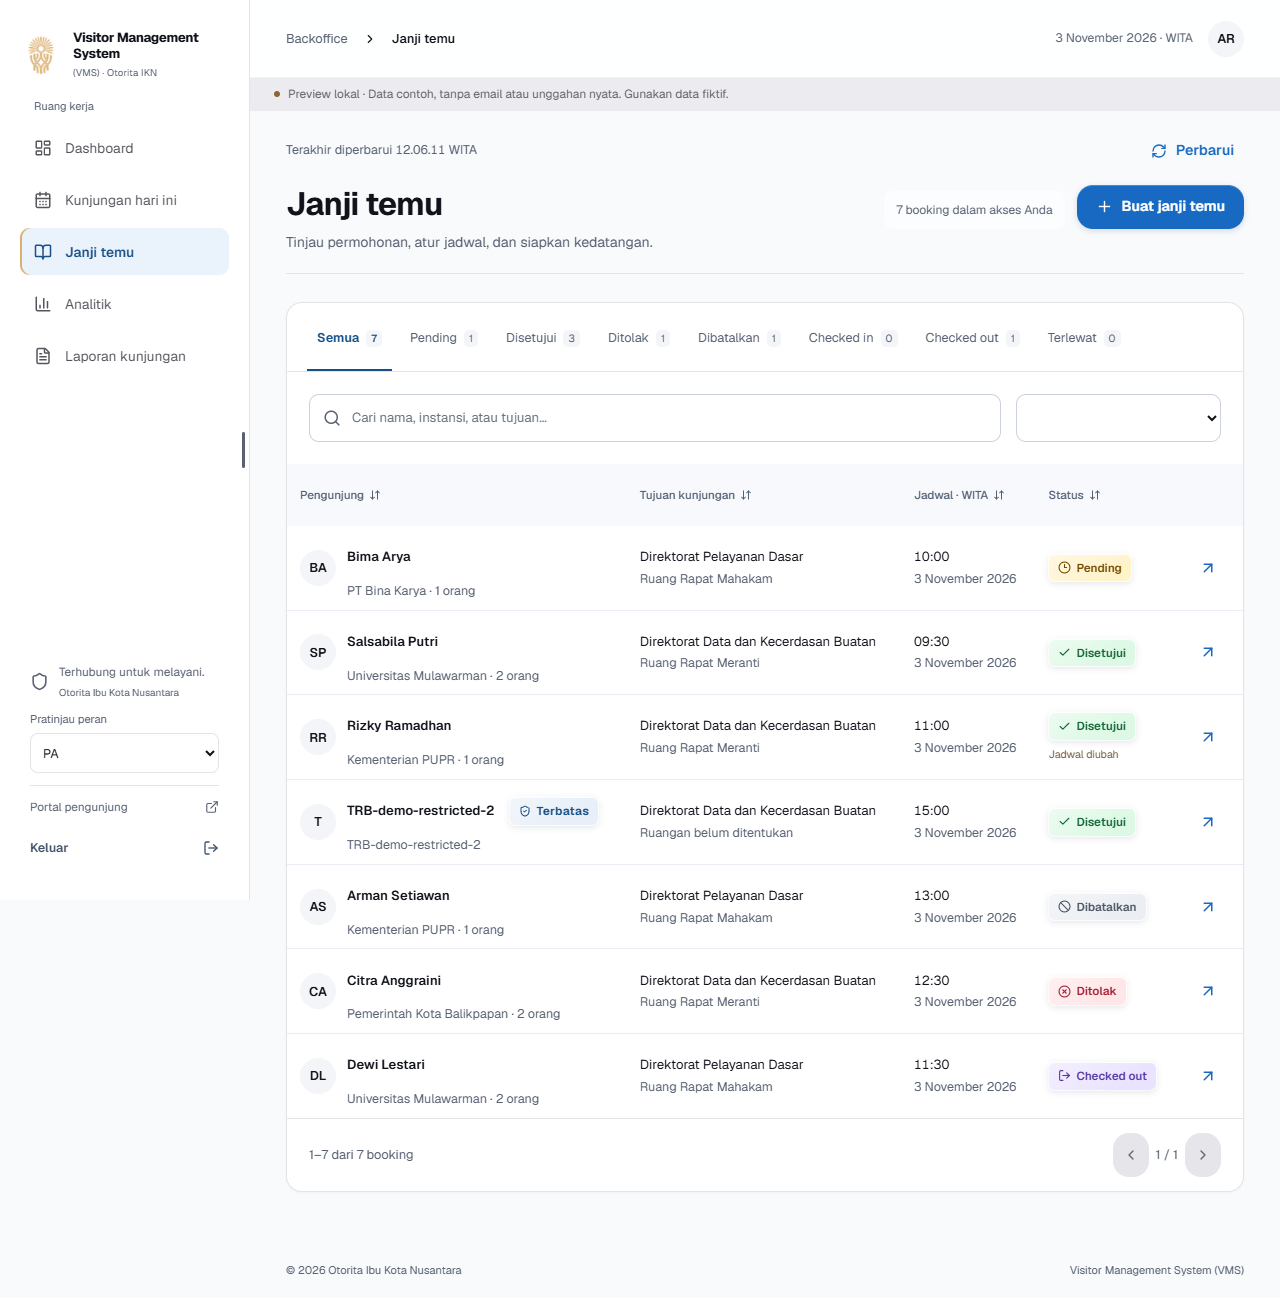 Visitor Management
System
(VMS) · Otorita IKN
Ruang kerja
Dashboard
Kunjungan hari ini
Janji temu
Analitik
Laporan kunjungan
Terhubung untuk melayani.
Otorita Ibu Kota Nusantara
Pratinjau peran
PA
Portal pengunjung
Keluar
Backoffice
Janji temu
3 November 2026 · WITA
AR
Preview lokal · Data contoh, tanpa email atau unggahan nyata. Gunakan data fiktif.
Terakhir diperbarui 12.06.11 WITA
Perbarui
Janji temu
Tinjau permohonan, atur jadwal, dan siapkan kedatangan.
7 booking dalam akses Anda
Buat janji temu
Semua 7
Pending 1
Disetujui 3
Ditolak 1
Dibatalkan 1
Checked in 0
Checked out 1
Terlewat 0
Cari nama, instansi, atau tujuan...
Pengunjung
Tujuan kunjungan
Jadwal · WITA
Status
BA
Bima Arya
PT Bina Karya · 1 orang
Direktorat Pelayanan Dasar
Ruang Rapat Mahakam
10:00
3 November 2026
Pending
SP
Salsabila Putri
Universitas Mulawarman · 2 orang
Direktorat Data dan Kecerdasan Buatan
Ruang Rapat Meranti
09:30
3 November 2026
Disetujui
RR
Rizky Ramadhan
Kementerian PUPR · 1 orang
Direktorat Data dan Kecerdasan Buatan
Ruang Rapat Meranti
11:00
3 November 2026
Disetujui
Jadwal diubah
T
TRB-demo-restricted-2
Terbatas
TRB-demo-restricted-2
Direktorat Data dan Kecerdasan Buatan
Ruangan belum ditentukan
15:00
3 November 2026
Disetujui
AS
Arman Setiawan
Kementerian PUPR · 1 orang
Direktorat Pelayanan Dasar
Ruang Rapat Mahakam
13:00
3 November 2026
Dibatalkan
CA
Citra Anggraini
Pemerintah Kota Balikpapan · 2 orang
Direktorat Data dan Kecerdasan Buatan
Ruang Rapat Meranti
12:30
3 November 2026
Ditolak
DL
Dewi Lestari
Universitas Mulawarman · 2 orang
Direktorat Pelayanan Dasar
Ruang Rapat Mahakam
11:30
3 November 2026
Checked out
1–7 dari 7 booking
1 / 1
© 2026 Otorita Ibu Kota Nusantara
Visitor Management System (VMS)